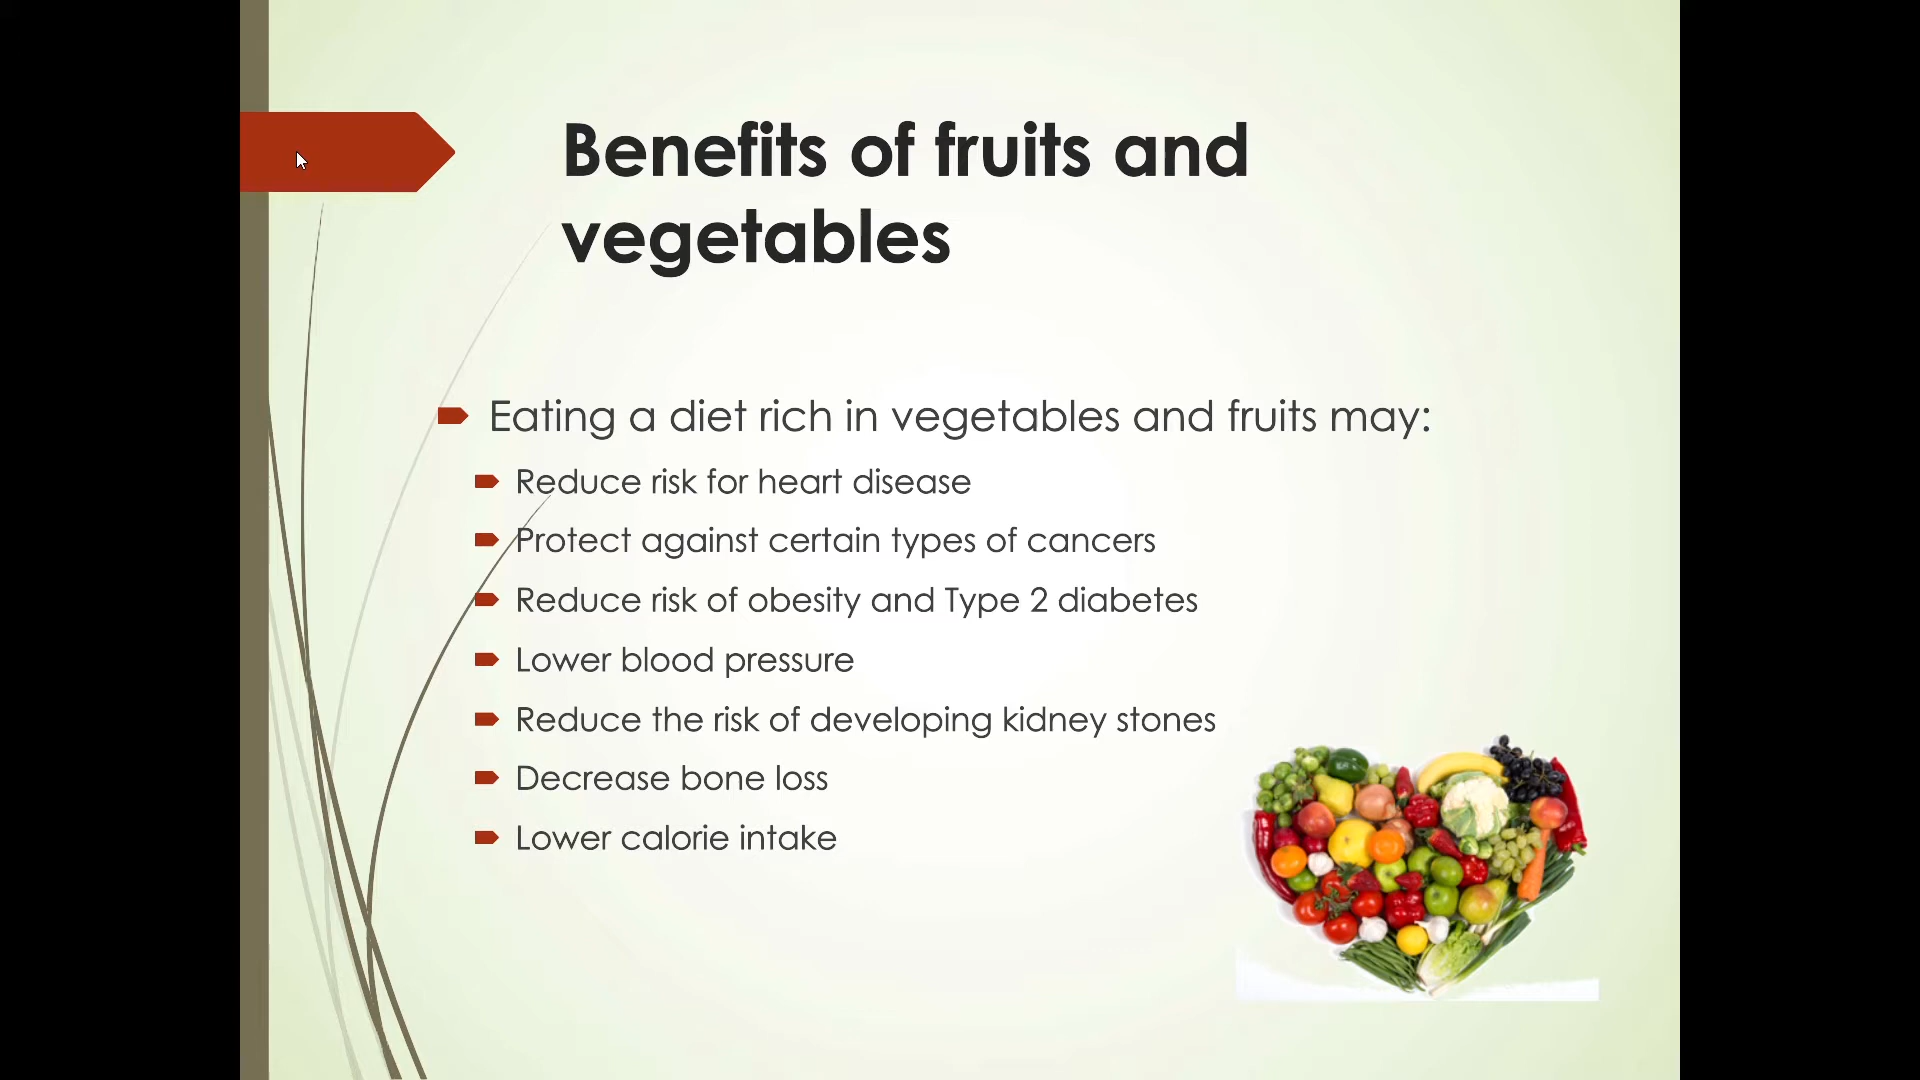 Benefits of fruits and
vegetables
Eating a diet rich in vegetables and fruits may:
Reduce risk for heart disease
Protect against certain types of cancers
Reduce risk of obesity and Type 2 diabetes
Lower blood pressure
Reduce the risk of developing kidney stones
Decrease bone loss
Lower calorie intake